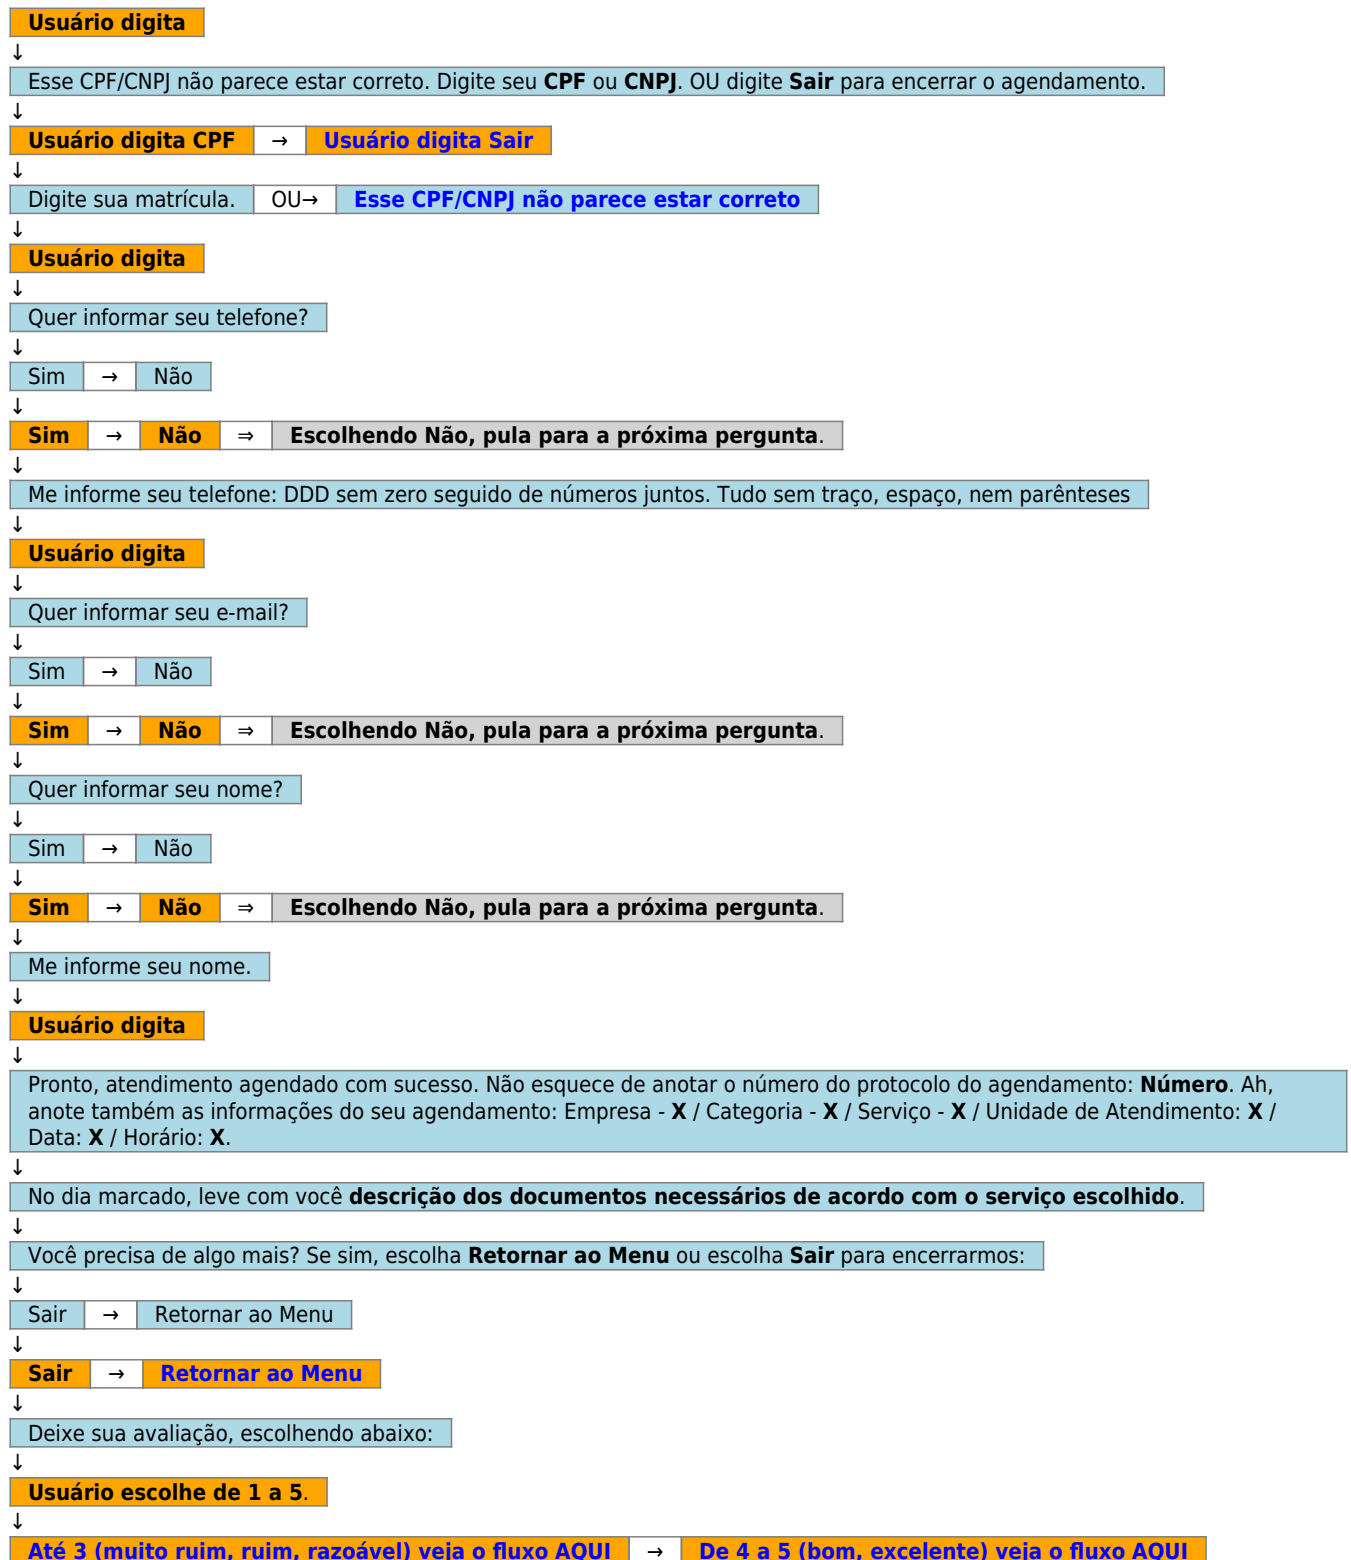 Usuário digita
↓
Esse CPF/CNPJ não parece estar correto. Digite seu CPF ou CNPJ. OU digite Sair para encerrar o agendamento.
↓
Usuário digita CPF → Usuário digita Sair
↓
Digite sua matrícula. OU→ Esse CPF/CNPJ não parece estar correto
↓
Usuário digita
↓
Quer informar seu telefone?
↓
Sim → Não
↓
Sim → Não ⇒ Escolhendo Não, pula para a próxima pergunta.
↓
Me informe seu telefone: DDD sem zero seguido de números juntos. Tudo sem traço, espaço, nem parênteses
↓
Usuário digita
↓
Quer informar seu e-mail?
↓
Sim → Não
↓
Sim → Não ⇒ Escolhendo Não, pula para a próxima pergunta.
↓
Quer informar seu nome?
↓
Sim → Não
↓
Sim → Não ⇒ Escolhendo Não, pula para a próxima pergunta.
↓
Me informe seu nome.
↓
Usuário digita
↓
Pronto, atendimento agendado com sucesso. Não esquece de anotar o número do protocolo do agendamento: Número. Ah,
anote também as informações do seu agendamento: Empresa - X / Categoria - X / Serviço - X / Unidade de Atendimento: X /
Data: X / Horário: X.
↓
No dia marcado, leve com você descrição dos documentos necessários de acordo com o serviço escolhido.
↓
Você precisa de algo mais? Se sim, escolha Retornar ao Menu ou escolha Sair para encerrarmos:
↓
Sair → Retornar ao Menu
↓
Sair → Retornar ao Menu
↓
Deixe sua avaliação, escolhendo abaixo:
↓
Usuário escolhe de 1 a 5.
↓
Até 3 (muito ruim, ruim, razoável) veja o fluxo AQUI → De 4 a 5 (bom, excelente) veja o fluxo AQUI